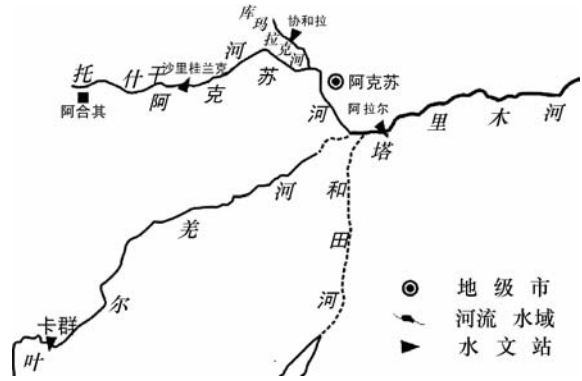 库玛拉克河
协和拉
托什干河
沙里桂兰克
阿克苏河
阿克苏
阿合其
阿拉尔
塔里木河
叶尔羌河
和田河
卡群
地级市
河流 水域
水文站